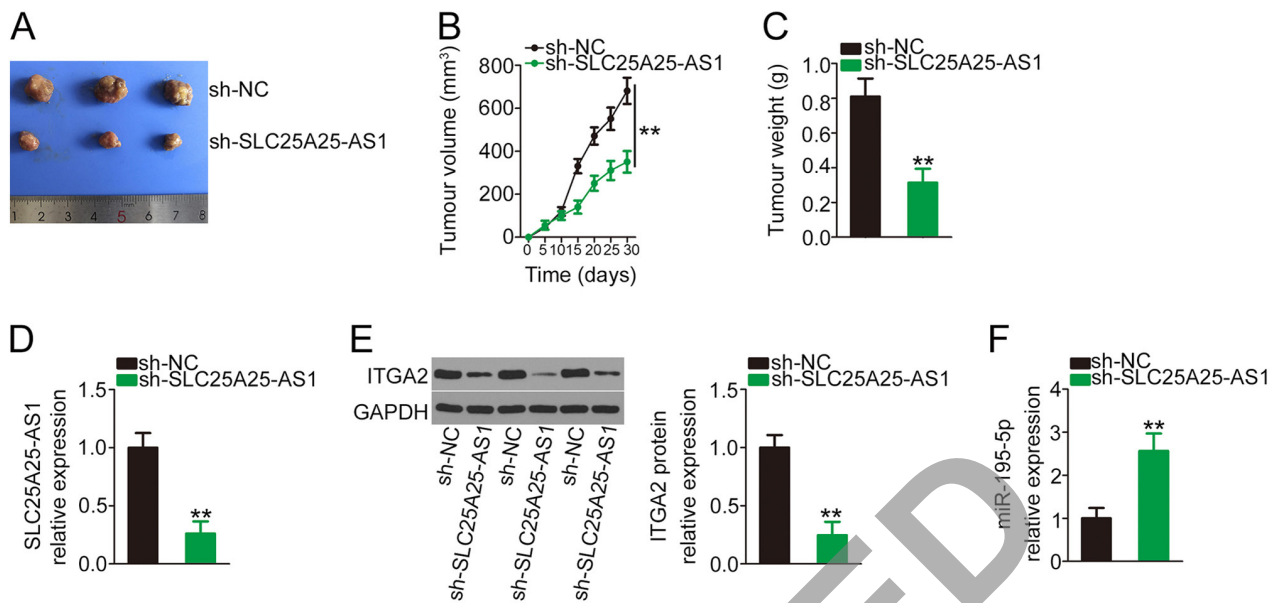 A
sh-NC
sh-SLC25A25-AS1
1 2 3 4 5 6 7 8
B
sh-NC
sh-SLC25A25-AS1
Tumour volume (mm³)
800
600
400
200
0
0 5 10 15 20 25 30
Time (days)
**
C
sh-NC
sh-SLC25A25-AS1
Tumour weight (g)
1.0
0.8
0.6
0.4
0.2
0.0
**
D
sh-NC
sh-SLC25A25-AS1
SLC25A25-AS1
relative expression
1.5
1.0
0.5
0.0
**
E
ITGA2
GAPDH
sh-NC
sh-SLC25A25-AS1
sh-NC
sh-SLC25A25-AS1
sh-NC
sh-SLC25A25-AS1
sh-NC
sh-SLC25A25-AS1
ITGA2 protein
relative expression
1.5
1.0
0.5
0.0
**
F
sh-NC
sh-SLC25A25-AS1
miR-195-5p
relative expression
4
3
2
1
0
**